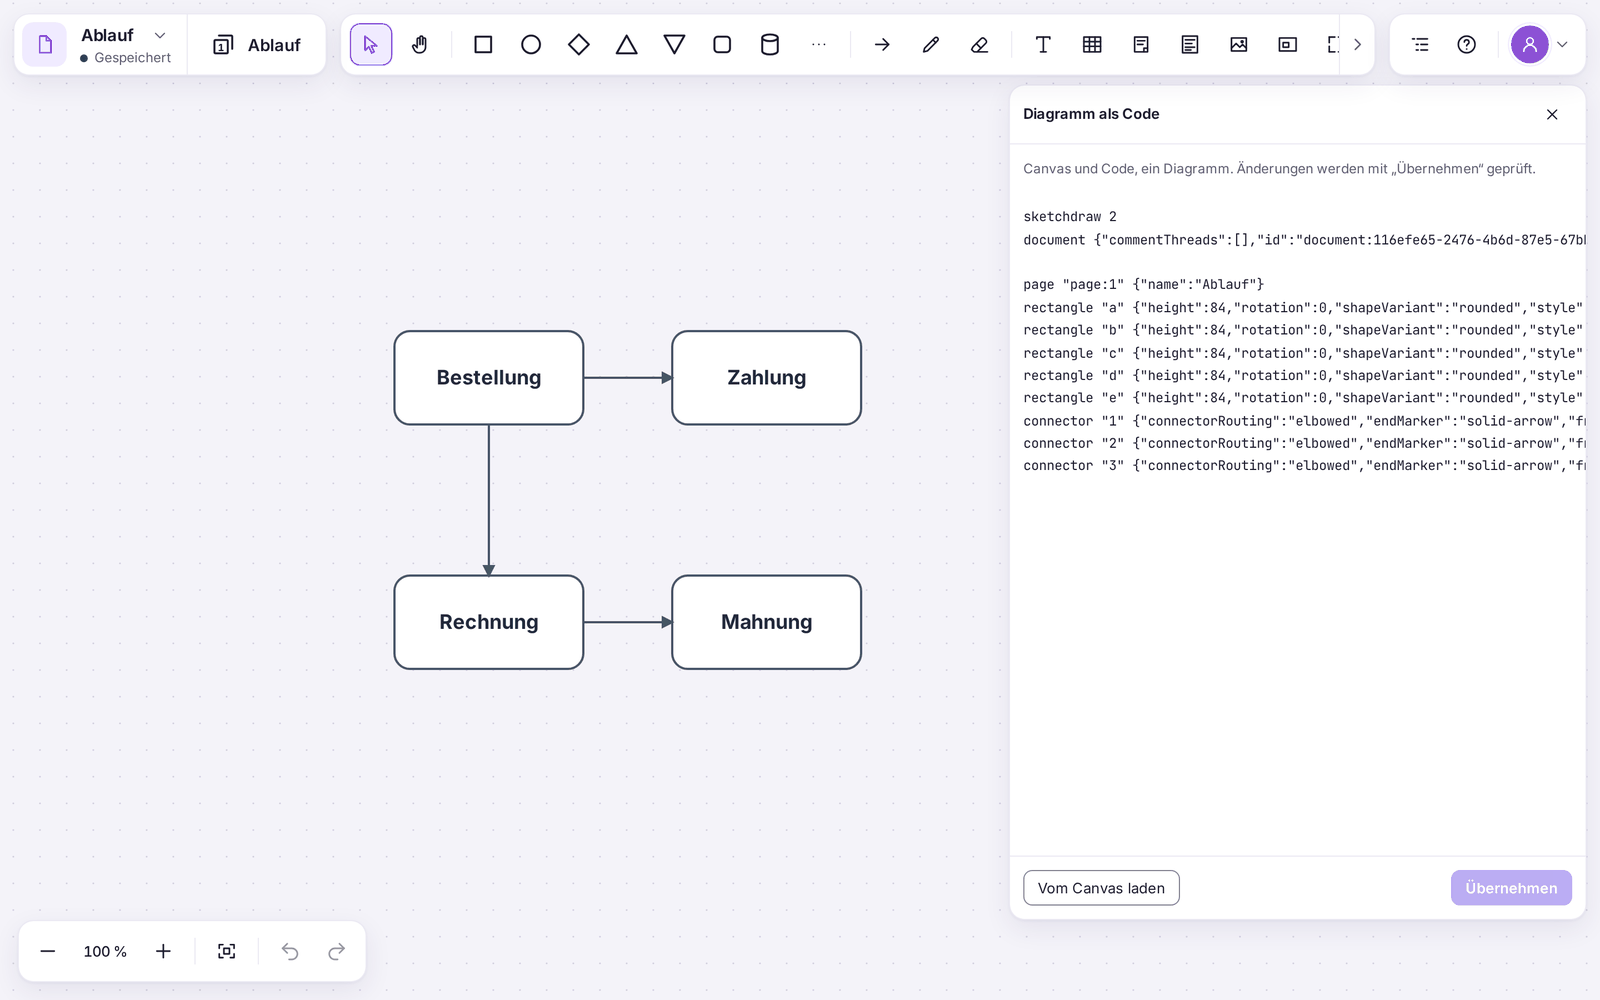 Ablauf
Gespeichert
1
Ablauf
Diagramm als Code
Canvas und Code, ein Diagramm. Änderungen werden mit „Übernehmen“ geprüft.
sketchdraw 2
document {"commentThreads":[],"id":"document:116efe65-2476-4b6d-87e5-67b
page "page:1" {"name":"Ablauf"}
rectangle "a" {"height":84,"rotation":0,"shapeVariant":"rounded","style"
rectangle "b" {"height":84,"rotation":0,"shapeVariant":"rounded","style"
rectangle "c" {"height":84,"rotation":0,"shapeVariant":"rounded","style"
rectangle "d" {"height":84,"rotation":0,"shapeVariant":"rounded","style"
rectangle "e" {"height":84,"rotation":0,"shapeVariant":"rounded","style"
connector "1" {"connectorRouting":"elbowed","endMarker":"solid-arrow","fr
connector "2" {"connectorRouting":"elbowed","endMarker":"solid-arrow","fr
connector "3" {"connectorRouting":"elbowed","endMarker":"solid-arrow","fr
Bestellung
Zahlung
Rechnung
Mahnung
Vom Canvas laden
Übernehmen
100 %